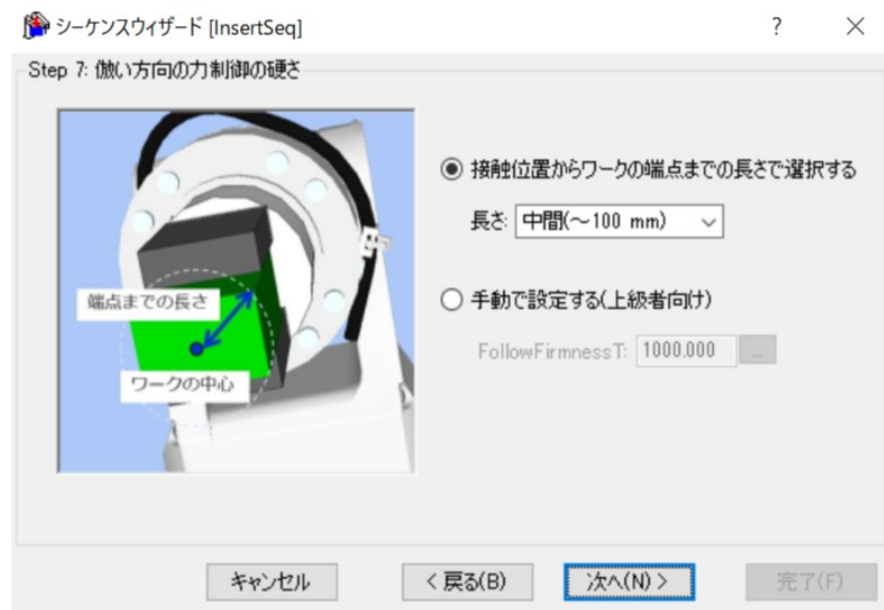 シーケンスウィザード [InsertSeq]
Step 7: 倣い方向の力制御の硬さ
端点までの長さ
ワークの中心
接触位置からワークの端点までの長さで選択する
長さ: 中間(～100 mm)
手動で設定する(上級者向け)
FollowFirmnessT: 1000.000 ...
キャンセル
< 戻る(B)
次へ(N) >
完了(F)